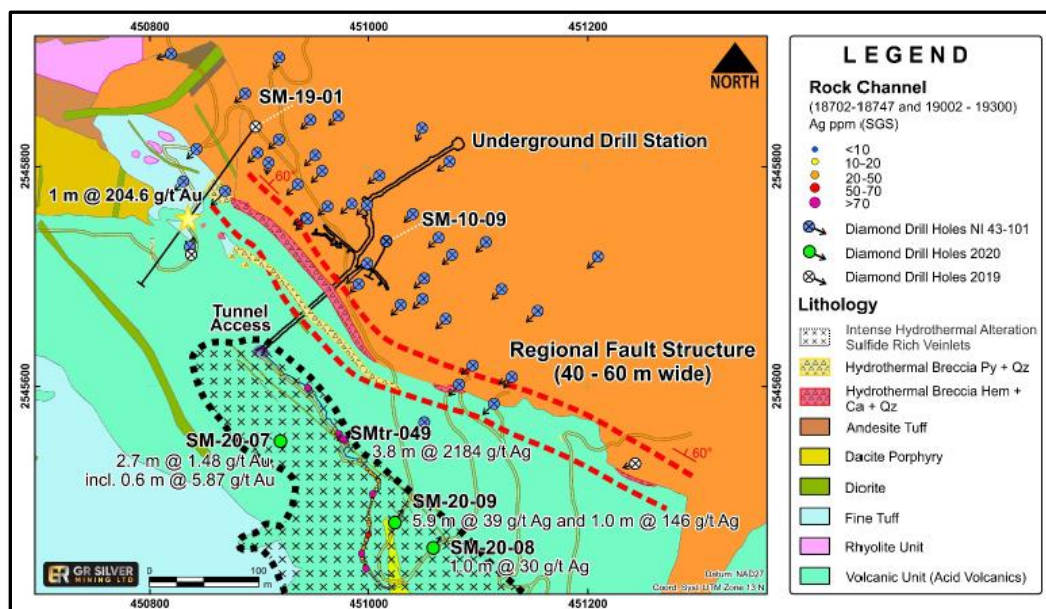 450800
451000
451200
NORTH
SM-19-01
Underground Drill Station
2545800
2545800
60°
1 m @ 204.6 g/t Au
SM-10-09
Tunnel
Access
Regional Fault Structure
(40 - 60 m wide)
2545600
2545600
SM-20-07
2.7 m @ 1.48 g/t Au
incl. 0.6 m @ 5.87 g/t Au
SMtr-049
3.8 m @ 2184 g/t Ag
60°
SM-20-09
5.9 m @ 39 g/t Ag and 1.0 m @ 146 g/t Ag
SM-20-08
1.0 m @ 30 g/t Ag
GR SILVER
MINING LTD
0
100
m
Datum: NAD27
Coord. Syst. UTM Zone 13 N
450800
451000
451200
LEGEND
Rock Channel
(18702-18747 and 19002 - 19300)
Ag ppm (SGS)
<10
10-20
20-50
50-70
>70
Diamond Drill Holes NI 43-101
Diamond Drill Holes 2020
Diamond Drill Holes 2019
Lithology
Intense Hydrothermal Alteration
Sulfide Rich Veinlets
Hydrothermal Breccia Py + Qz
Hydrothermal Breccia Hem +
Ca + Qz
Andesite Tuff
Dacite Porphyry
Diorite
Fine Tuff
Rhyolite Unit
Volcanic Unit (Acid Volcanics)